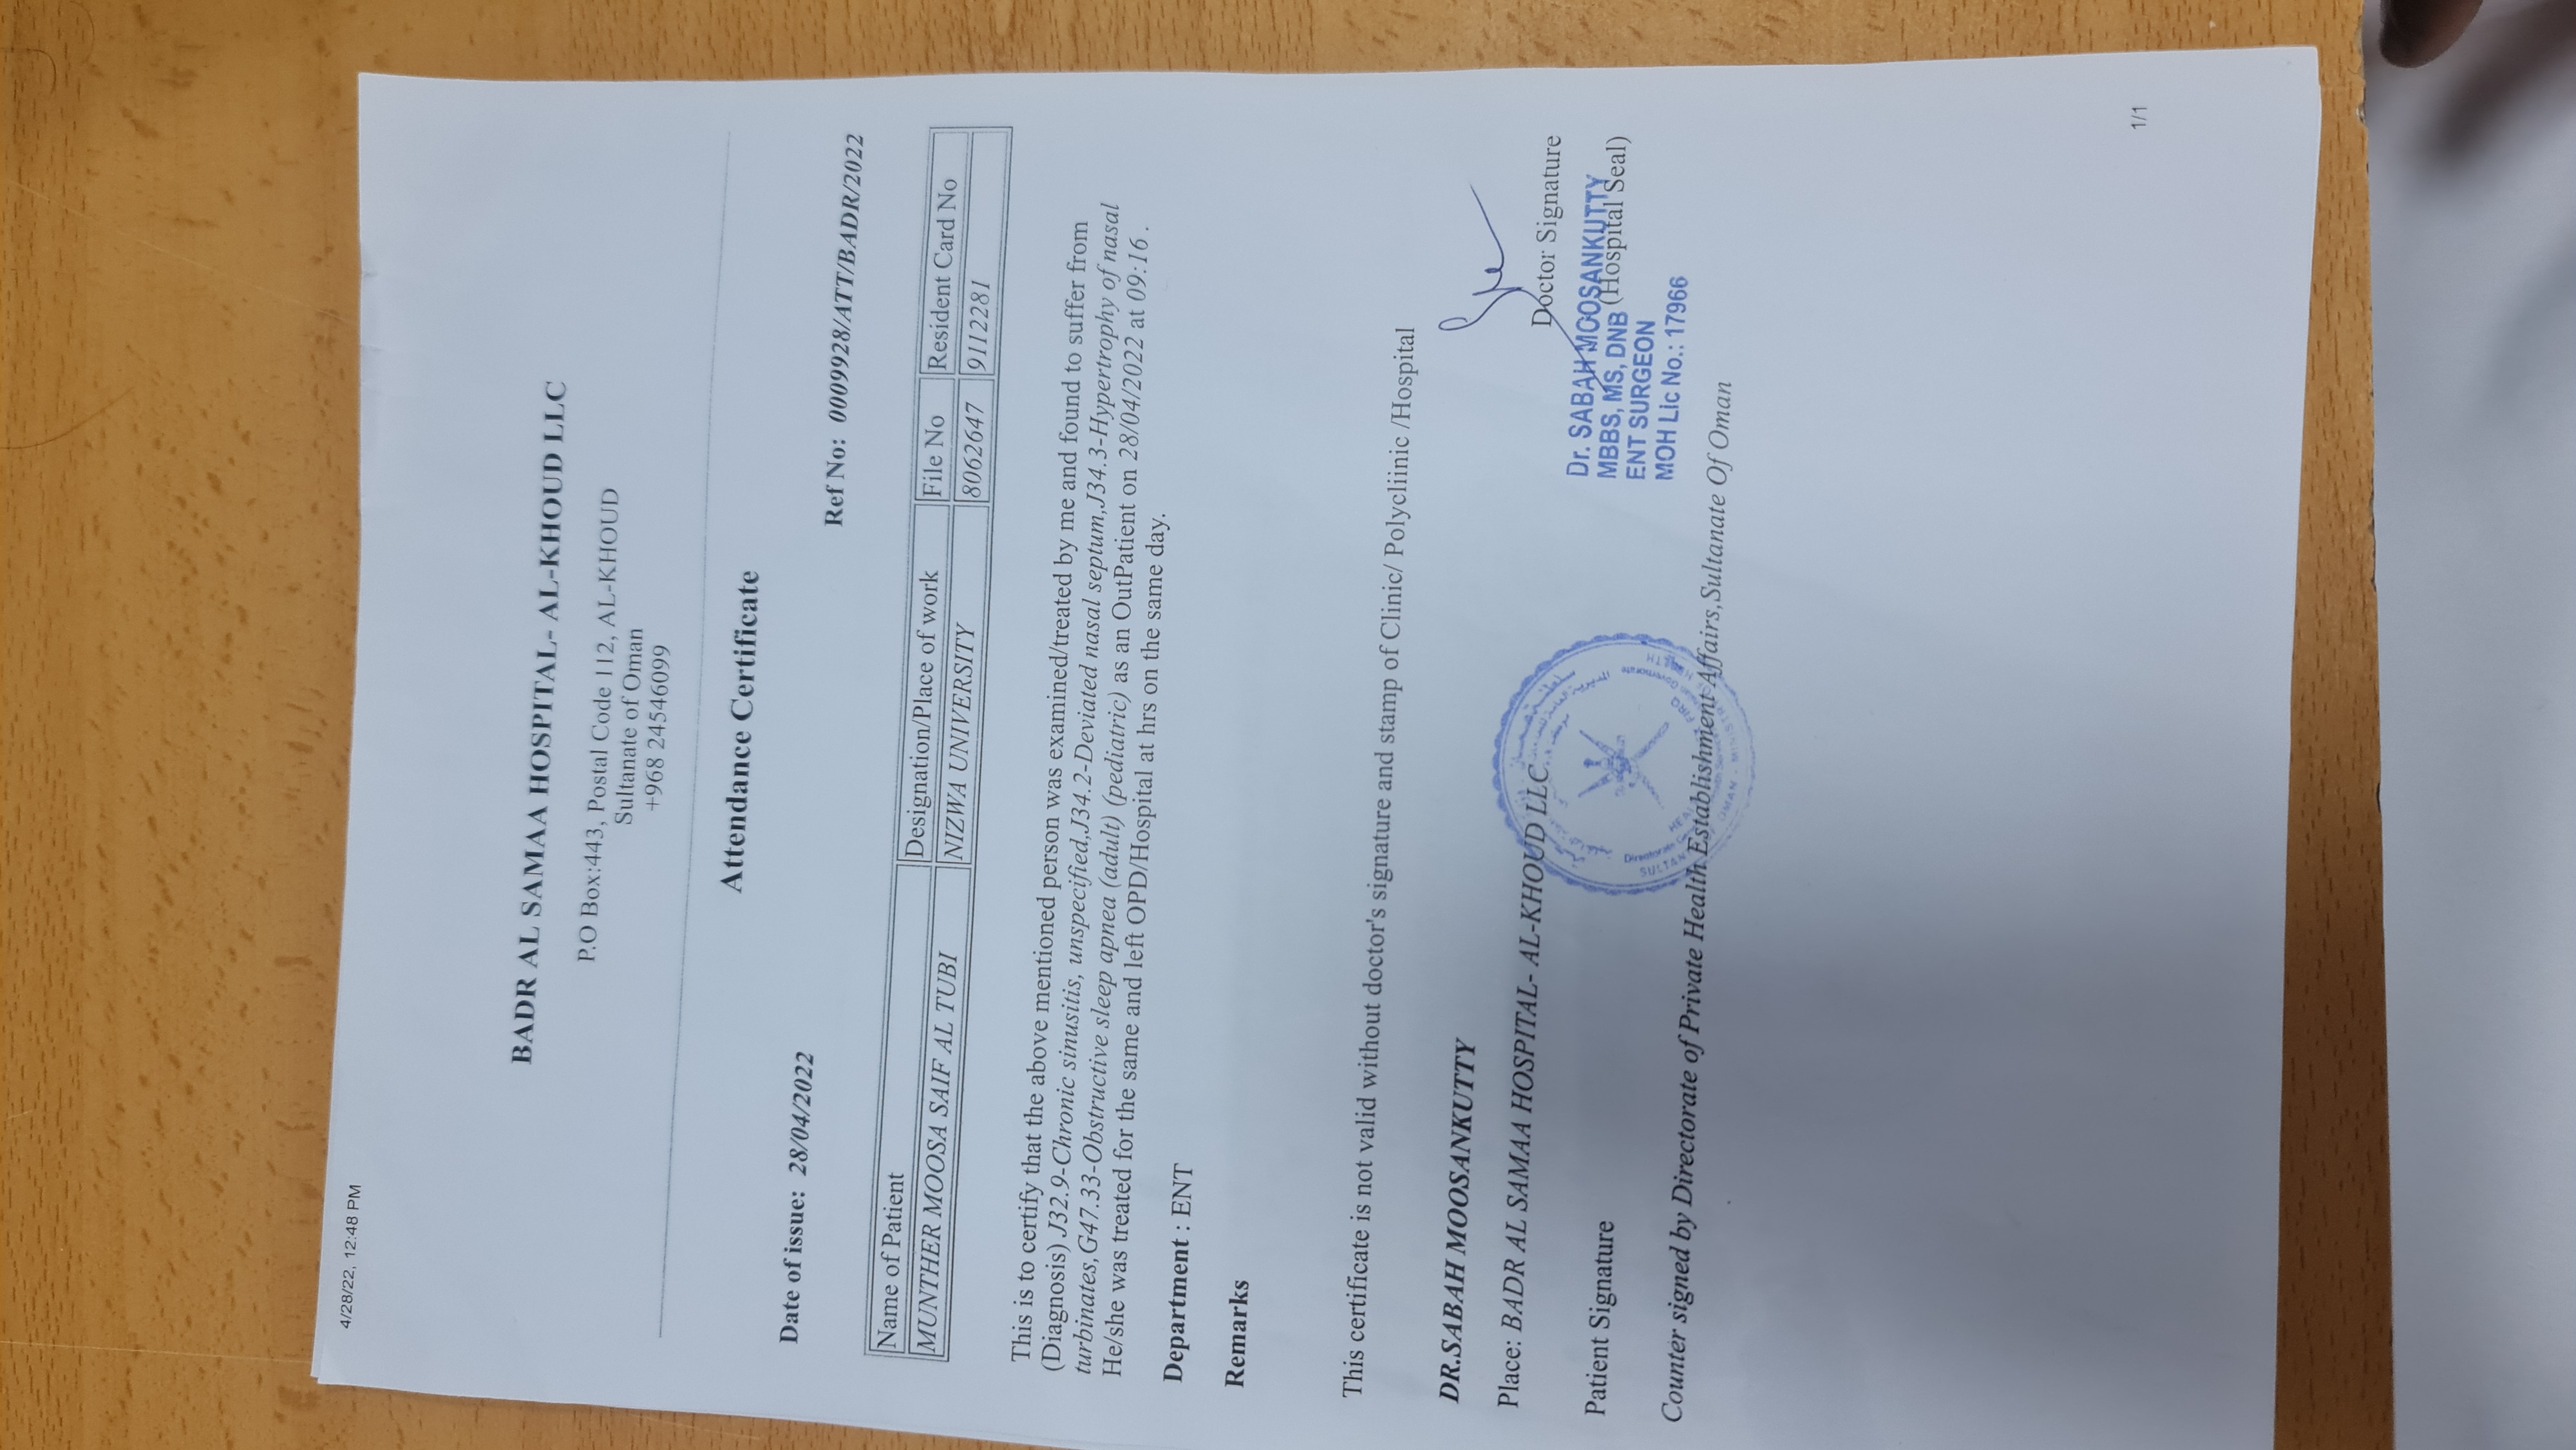 4/28/22, 12:48 PM
BADR AL SAMAA HOSPITAL- AL-KHOUD LLC
P.O Box:443, Postal Code 112, AL-KHOUD
Sultanate of Oman
+968 24546099
Attendance Certificate
Date of issue: 28/04/2022
Ref No: 0009928/ATT/BADR/2022
Name of Patient Designation/Place of work File No Resident Card No
MUNTHER MOOSA SAIF AL TUBI NIZWA UNIVERSITY 8062647 9112281
This is to certify that the above mentioned person was examined/treated by me and found to suffer from
(Diagnosis) J32.9-Chronic sinusitis, unspecified,J34.2-Deviated nasal septum,J34.3-Hypertrophy of nasal
turbinates,G47.33-Obstructive sleep apnea (adult) (pediatric) as an OutPatient on 28/04/2022 at 09:16 .
He/she was treated for the same and left OPD/Hospital at hrs on the same day.
Department : ENT
Remarks
This certificate is not valid without doctor's signature and stamp of Clinic/ Polycliinic /Hospital
DR.SABAH MOOSANKUTTY
Place: BADR AL SAMAA HOSPITAL- AL-KHOUD LLC
Doctor Signature
Dr. SABAH MOOSANKUTTY
MBBS, MS, DNB (Hospital Seal)
ENT SURGEON
MOH Lic No.: 17966
Patient Signature
SULTANATE OF OMAN - MINISTRY OF HEALTH
Counter signed by Directorate of Private Health Establishment Affairs,Sultanate Of Oman
1/1